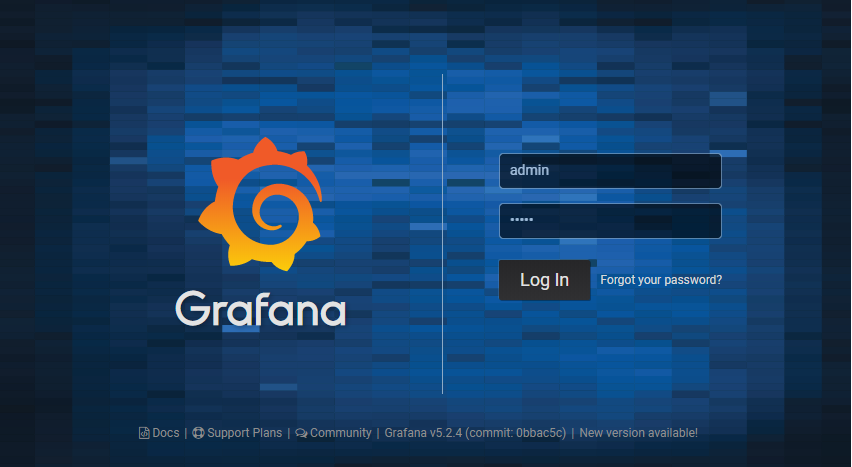 admin
•••••
Log In Forgot your password?
Grafana
Docs | Support Plans | Community | Grafana v5.2.4 (commit: 0bbac5c) | New version available!